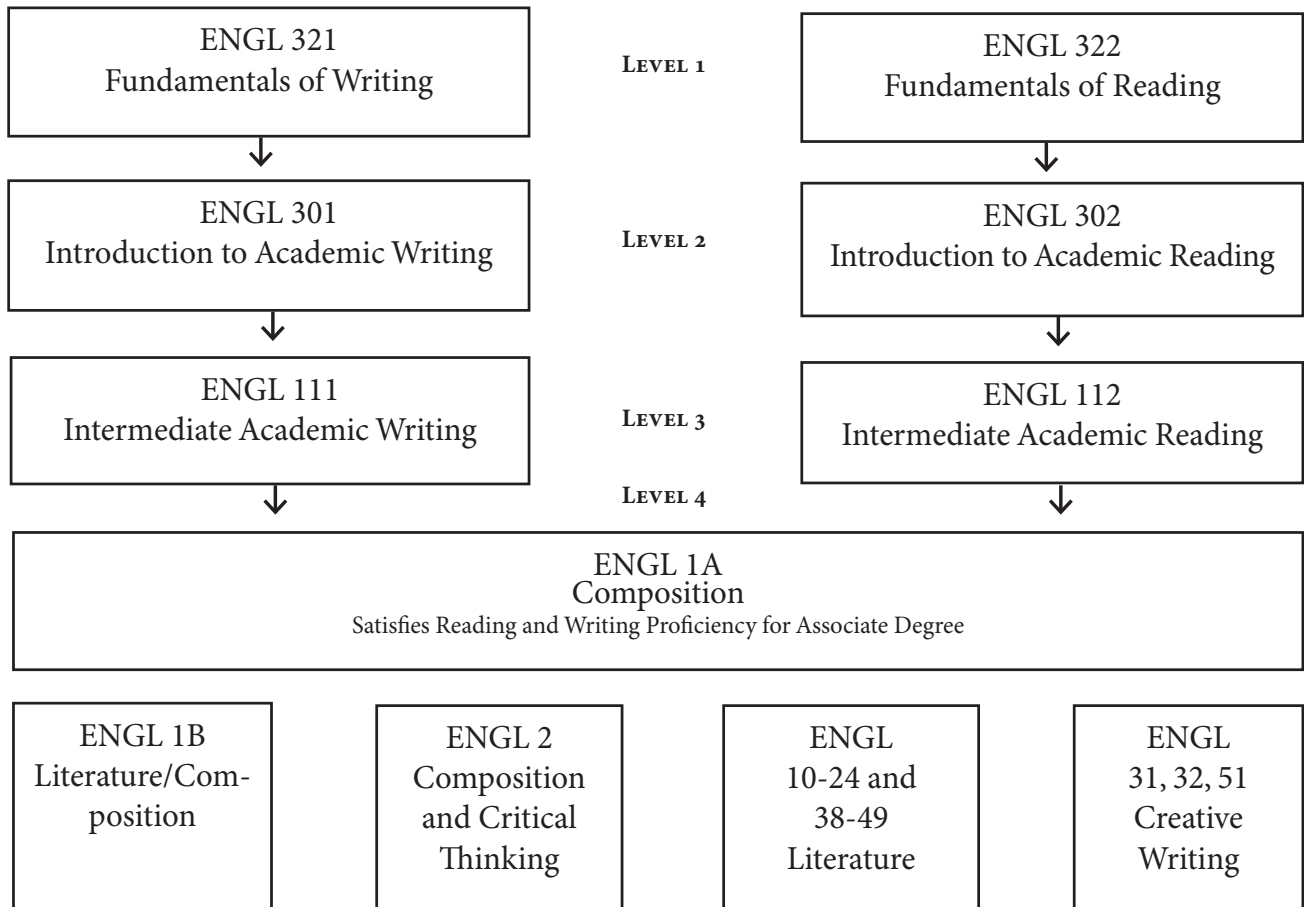 ENGL 321
Fundamentals of Writing
LEVEL 1
ENGL 322
Fundamentals of Reading
ENGL 301
Introduction to Academic Writing
LEVEL 2
ENGL 302
Introduction to Academic Reading
ENGL 111
Intermediate Academic Writing
LEVEL 3
ENGL 112
Intermediate Academic Reading
LEVEL 4
ENGL 1A
Composition
Satisfies Reading and Writing Proficiency for Associate Degree
ENGL 1B
Literature/Com-
position
ENGL 2
Composition
and Critical
Thinking
ENGL
10-24 and
38-49
Literature
ENGL
31, 32, 51
Creative
Writing